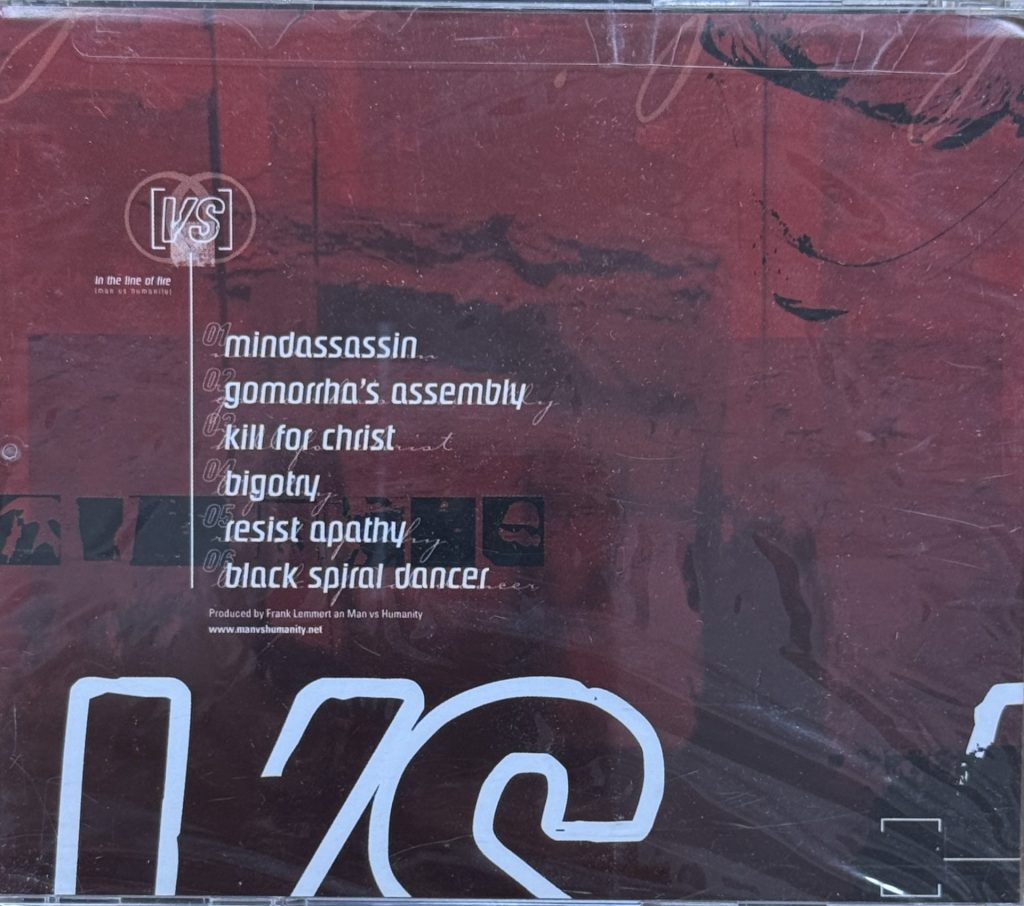 [VS]
in the line of fire
[man vs humanity]
01 mindassassin
02 gomorrha's assembly
03 kill for christ
04 bigotry
05 resist apathy
06 black spiral dancer
Produced by Frank Lemmert an Man vs Humanity
www.manvshumanity.net
VS